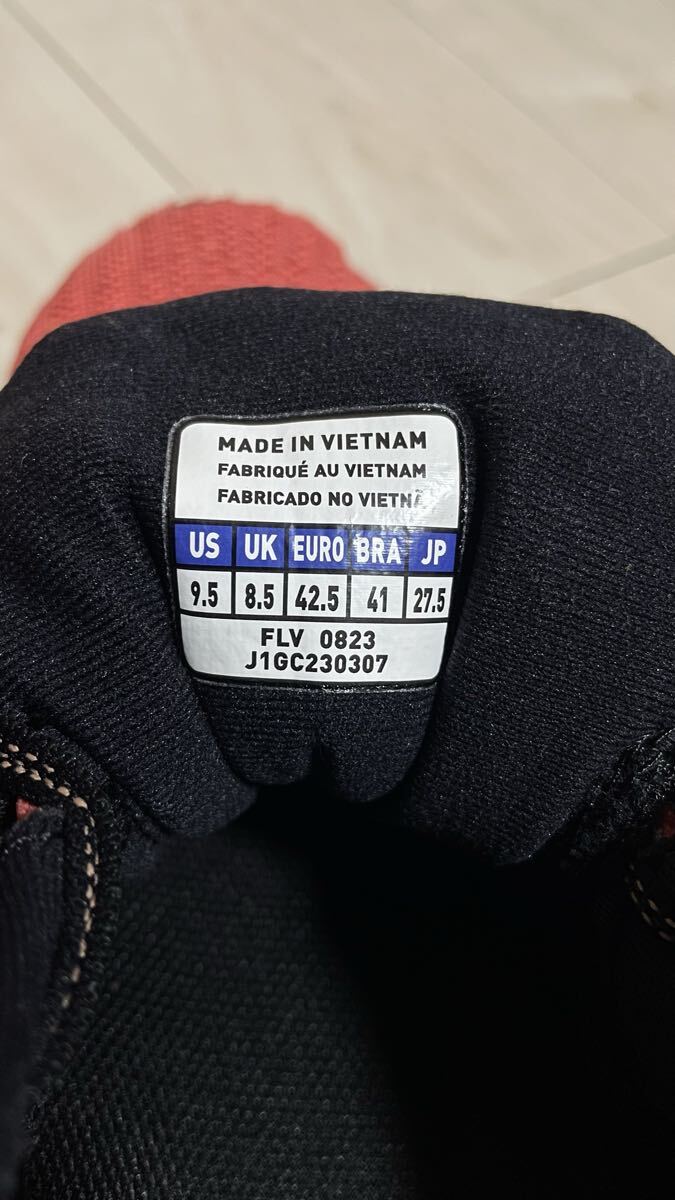 MADE IN VIETNAM
FABRIQUÉ AU VIETNAM
FABRICADO NO VIETNÃ
US UK EURO BRA JP
9.5 8.5 42.5 41 27.5
FLV 0823
J1GC230307